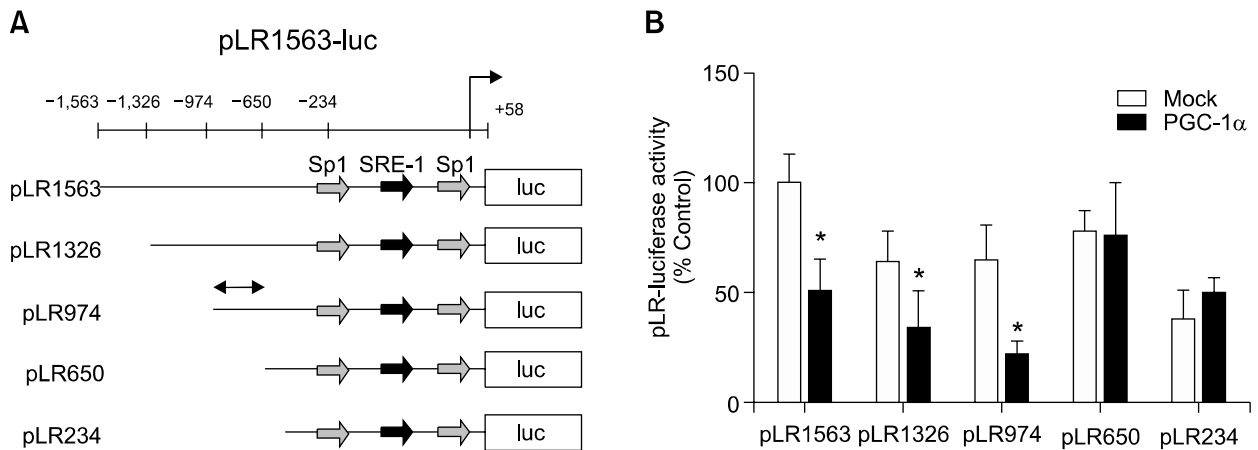 A
pLR1563-luc
−1,563 −1,326 −974 −650 −234 +58
Sp1 SRE-1 Sp1
pLR1563 luc
pLR1326 luc
pLR974 luc
pLR650 luc
pLR234 luc
B
pLR-luciferase activity
(% Control)
150
100
50
0
Mock
PGC-1α
*
*
*
pLR1563 pLR1326 pLR974 pLR650 pLR234